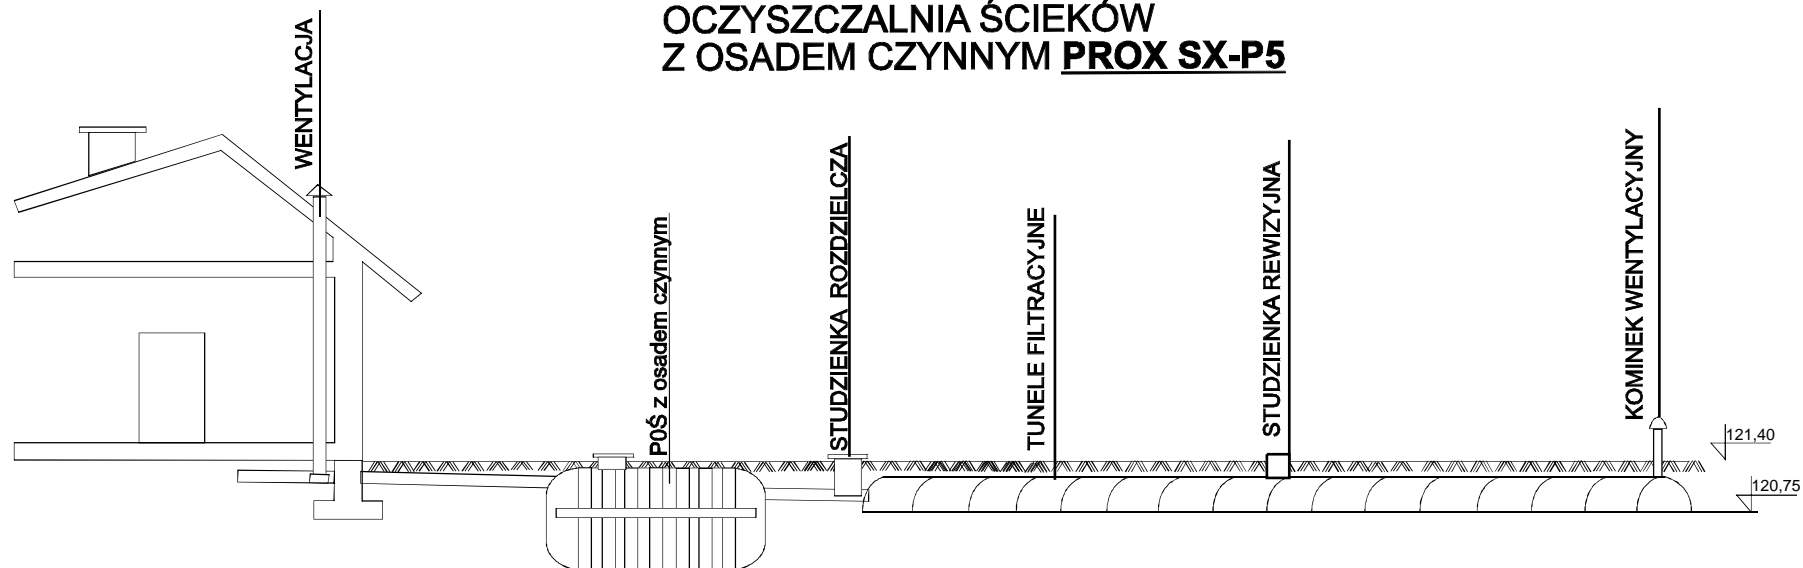 OCZYSZCZALNIA ŚCIEKÓW
Z OSADEM CZYNNYM PROX SX-P5
WENTYLACJA
P0Ś z osadem czynnym
STUDZIENKA ROZDZIELCZA
TUNELE FILTRACYJNE
STUDZIENKA REWIZYJNA
KOMINEK WENTYLACYJNY
121,40
120,75